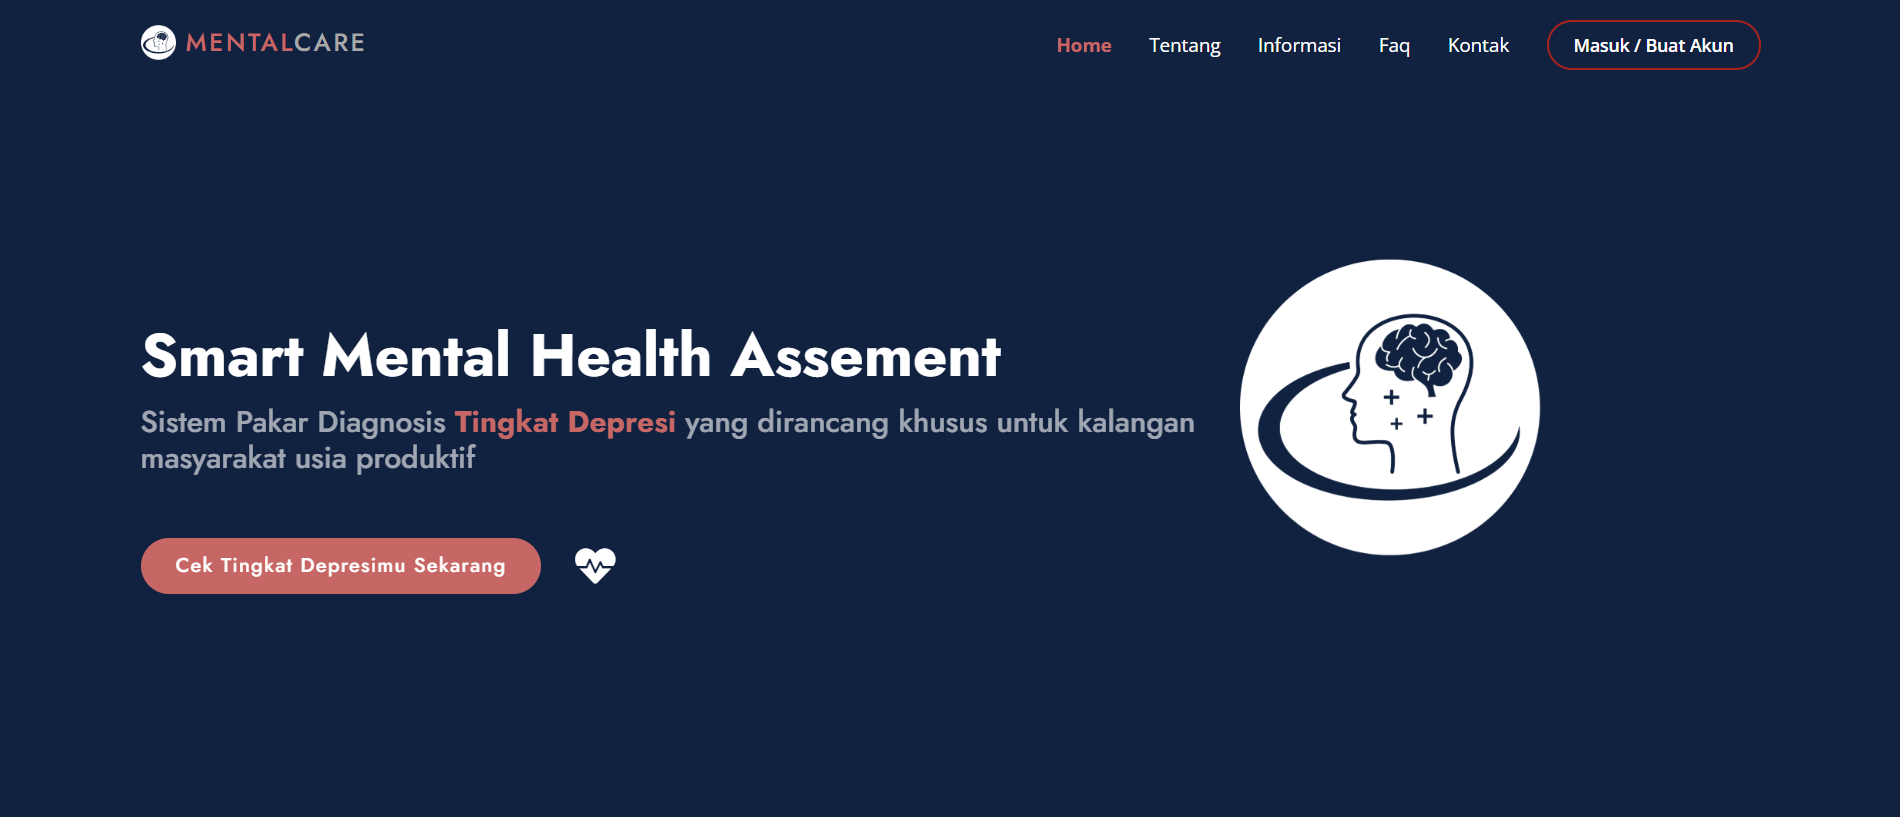 MENTALCARE
Home
Tentang
Informasi
Faq
Kontak
Masuk / Buat Akun
Smart Mental Health Assement
Sistem Pakar Diagnosis Tingkat Depresi yang dirancang khusus untuk kalangan
masyarakat usia produktif
Cek Tingkat Depresimu Sekarang